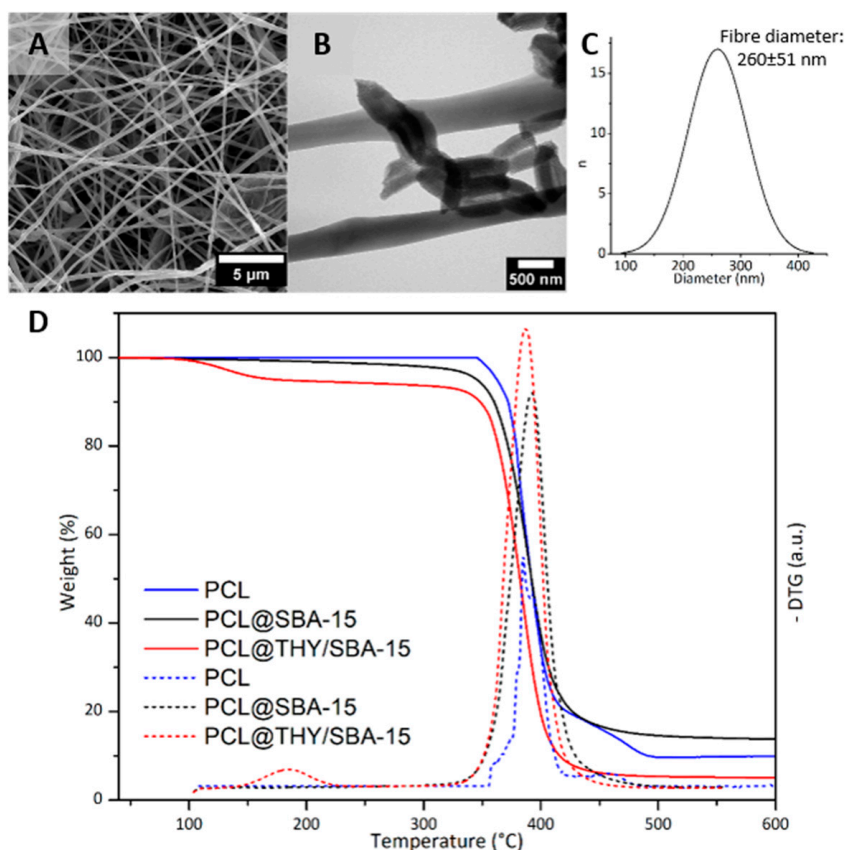 A
5 µm
B
500 nm
C
Fibre diameter:
260±51 nm
15
10
5
0
n
100 200 300 400
Diameter (nm)
D
100
80
60
40
20
0
Weight (%)
- DTG (a.u.)
PCL
PCL@SBA-15
PCL@THY/SBA-15
PCL
PCL@SBA-15
PCL@THY/SBA-15
100 200 300 400 500 600
Temperature (°C)